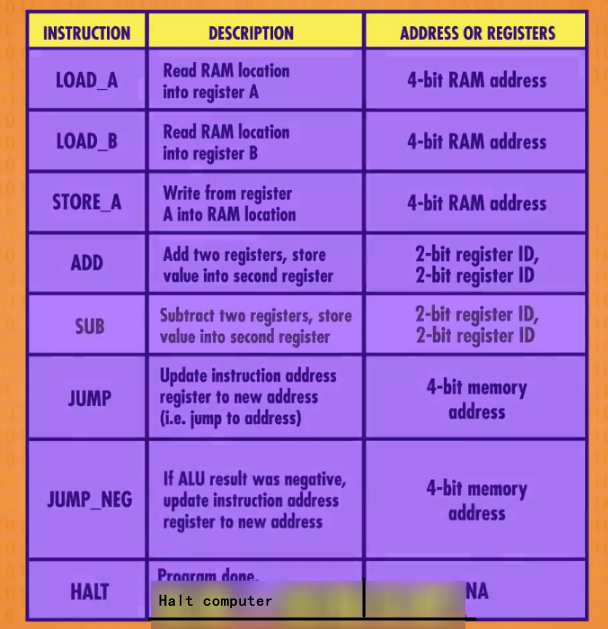 INSTRUCTION DESCRIPTION ADDRESS OR REGISTERS
LOAD_A
Read RAM location
into register A
4-bit RAM address
LOAD_B
Read RAM location
into register B
4-bit RAM address
STORE_A
Write from register
A into RAM location
4-bit RAM address
ADD
Add two registers, store
value into second register
2-bit register ID,
2-bit register ID
SUB
Subtract two registers, store
value into second register
2-bit register ID,
2-bit register ID
JUMP
Update instruction address
register to new address
(i.e. jump to address)
4-bit memory
address
JUMP_NEG
If ALU result was negative,
update instruction address
register to new address
4-bit memory
address
HALT
Program done.
Halt computer
NA